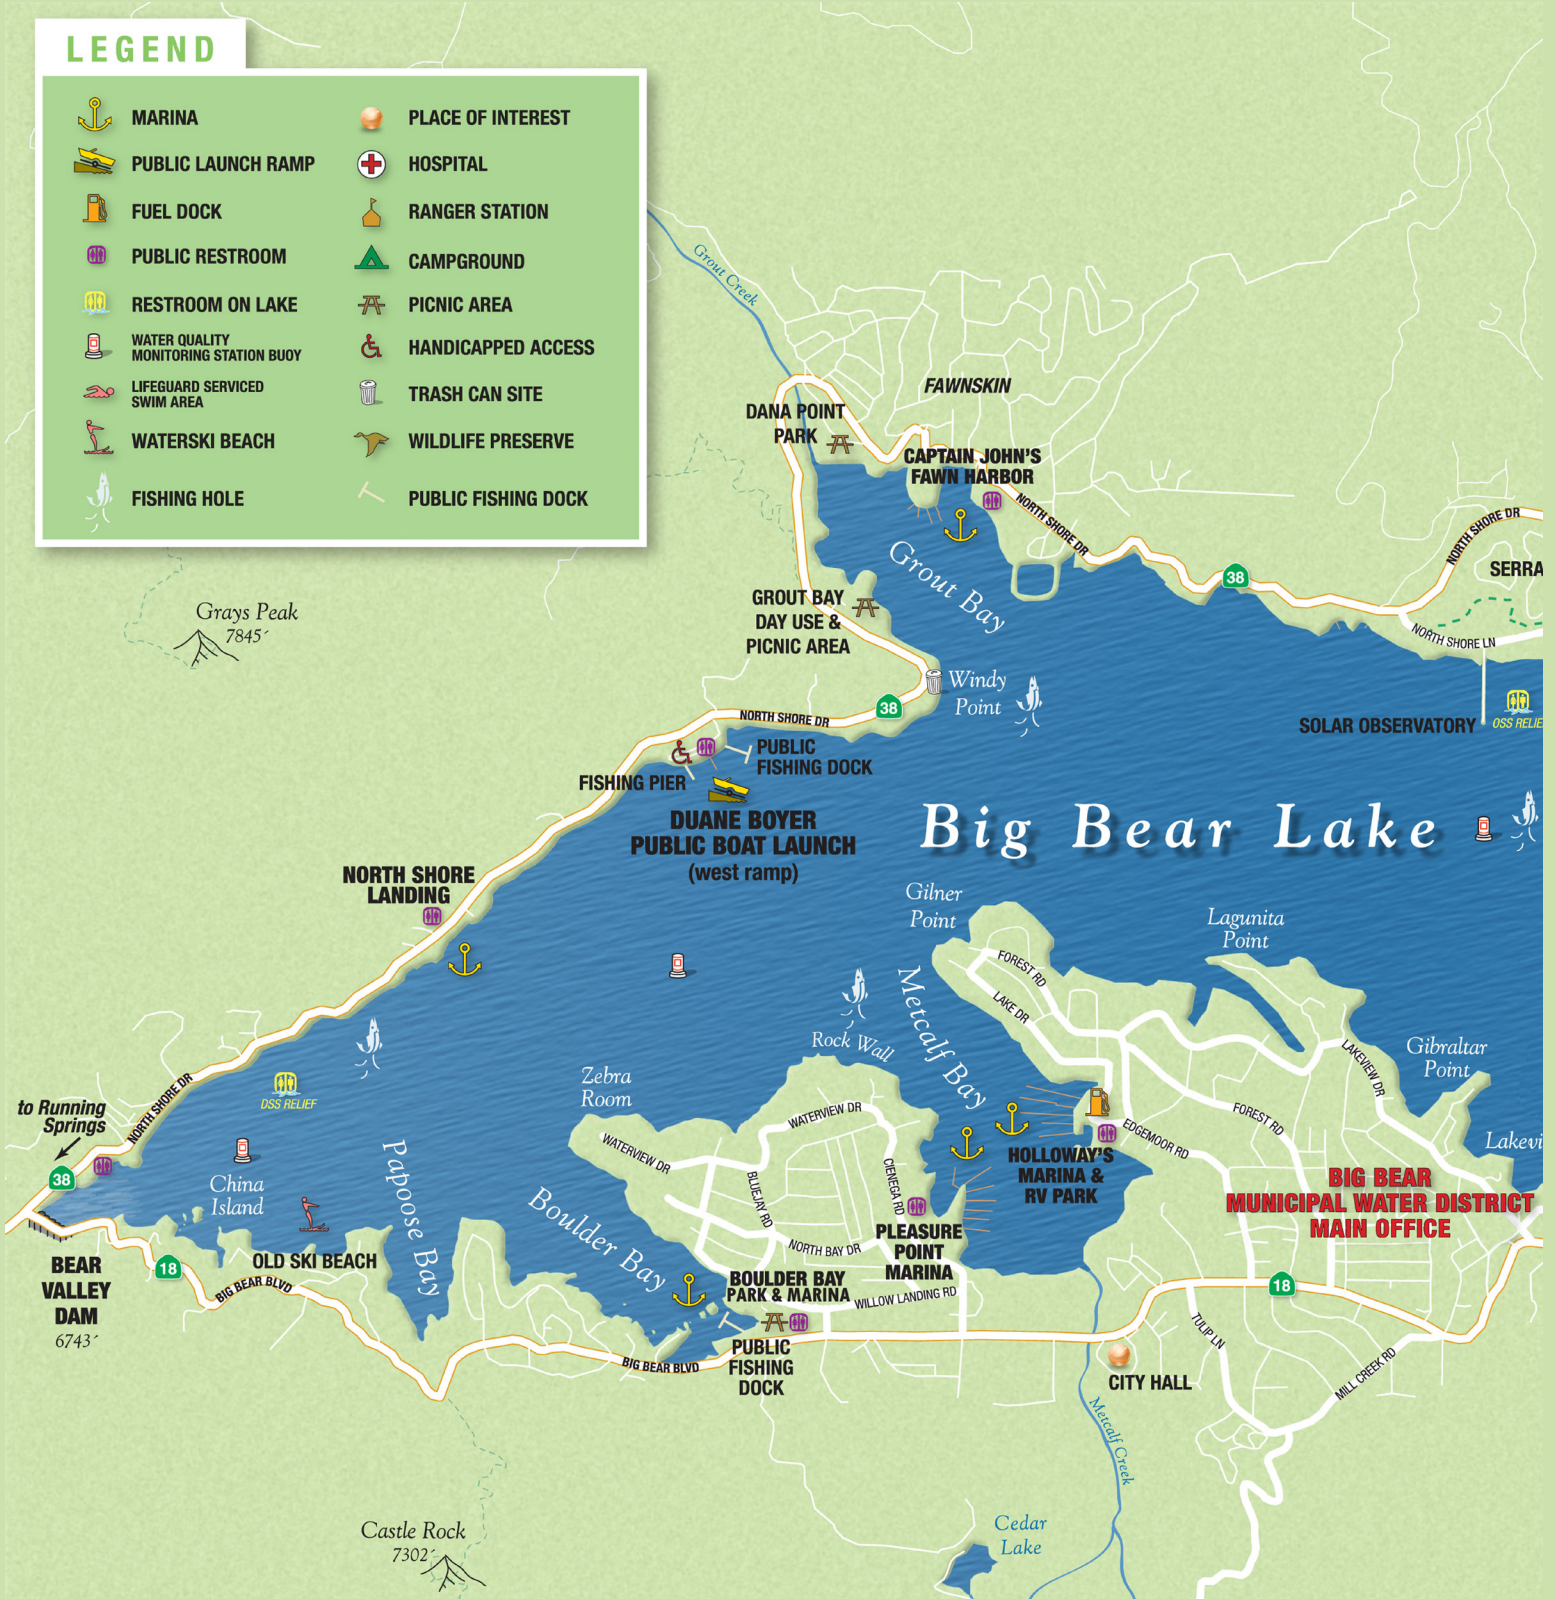 LEGEND
MARINA
PUBLIC LAUNCH RAMP
FUEL DOCK
PUBLIC RESTROOM
RESTROOM ON LAKE
WATER QUALITY
MONITORING STATION BUOY
LIFEGUARD SERVICED
SWIM AREA
WATERSKI BEACH
FISHING HOLE
PLACE OF INTEREST
HOSPITAL
RANGER STATION
CAMPGROUND
PICNIC AREA
HANDICAPPED ACCESS
TRASH CAN SITE
WILDLIFE PRESERVE
PUBLIC FISHING DOCK
Grout Creek
FAWNSKIN
DANA POINT
PARK
CAPTAIN JOHN'S
FAWN HARBOR
NORTH SHORE DR
NORTH SHORE DR
38
SERRA
Grout Bay
GROUT BAY
DAY USE &
PICNIC AREA
Grays Peak
7845´
NORTH SHORE LN
Windy
Point
38
NORTH SHORE DR
SOLAR OBSERVATORY
OSS RELIE
PUBLIC
FISHING DOCK
FISHING PIER
DUANE BOYER
PUBLIC BOAT LAUNCH
(west ramp)
Big Bear Lake
NORTH SHORE
LANDING
Gilner
Point
Lagunita
Point
FOREST RD
LAKE DR
Metcalf Bay
Rock Wall
Gibraltar
Point
LAKEVIEW DR
Zebra
Room
DSS RELIEF
to Running
Springs
NORTH SHORE DR
38
WATERVIEW DR
WATERVIEW DR
FOREST RD
EDGEMOOR RD
Lakevi
HOLLOWAY'S
MARINA &
RV PARK
BIG BEAR
MUNICIPAL WATER DISTRICT
MAIN OFFICE
China
Island
Papoose Bay
Boulder Bay
BLUEJAY RD
CIENEGA RD
NORTH BAY DR
PLEASURE
POINT
MARINA
OLD SKI BEACH
BEAR
VALLEY
DAM
6743´
18
BIG BEAR BLVD
BOULDER BAY
PARK & MARINA
WILLOW LANDING RD
18
TULIP LN
BIG BEAR BLVD
PUBLIC
FISHING
DOCK
CITY HALL
MILL CREEK RD
Metcalf Creek
Castle Rock
7302´
Cedar
Lake